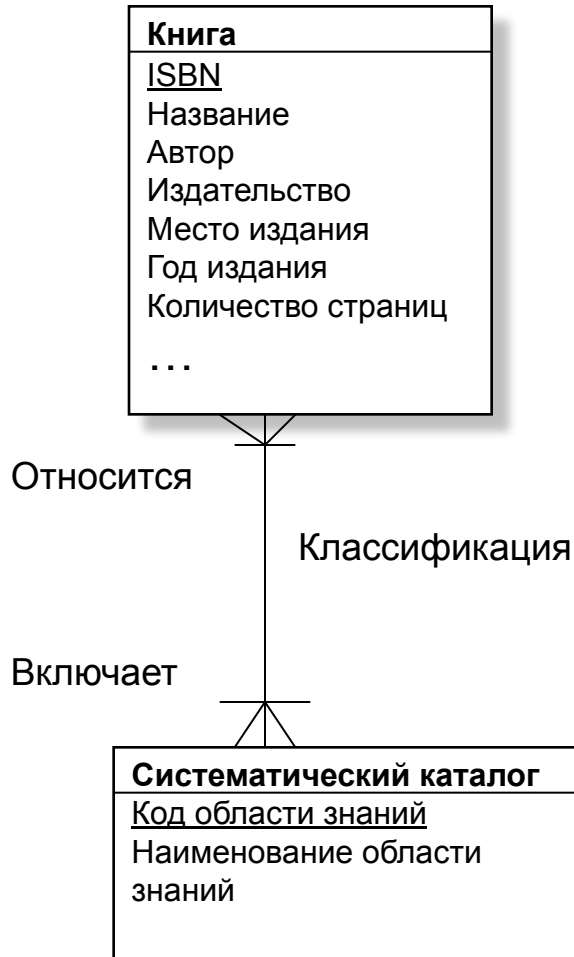 Книга
ISBN
Название
Автор
Издательство
Место издания
Год издания
Количество страниц
...
Относится
Классификация
Включает
Систематический каталог
Код области знаний
Наименование области
знаний